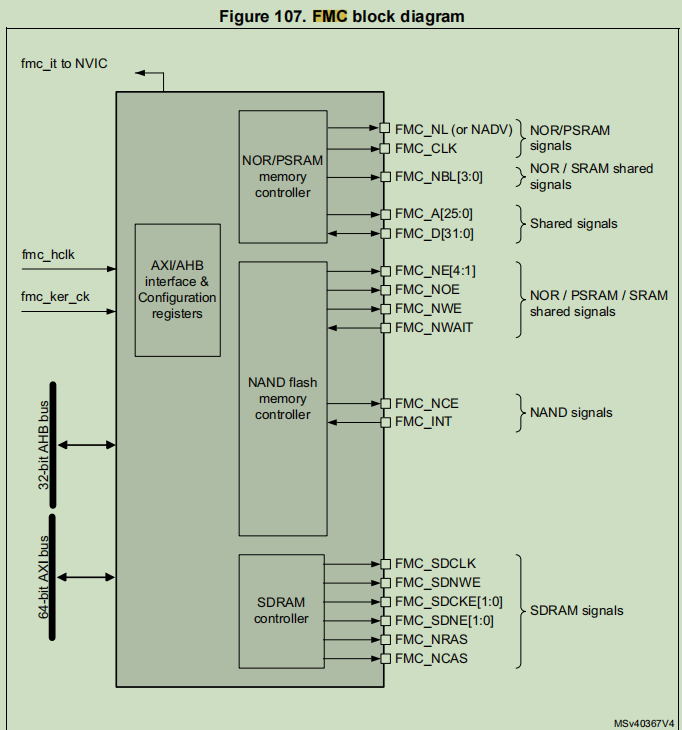 Figure 107. FMC block diagram
fmc_it to NVIC
NOR/PSRAM
memory
controller
FMC_NL (or NADV)
FMC_CLK
NOR/PSRAM
signals
FMC_NBL[3:0]
NOR / SRAM shared
signals
FMC_A[25:0]
FMC_D[31:0]
Shared signals
fmc_hclk
fmc_ker_ck
AXI/AHB
interface &
Configuration
registers
FMC_NE[4:1]
FMC_NOE
FMC_NWE
FMC_NWAIT
NOR / PSRAM / SRAM
shared signals
NAND flash
memory
controller
FMC_NCE
FMC_INT
NAND signals
32-bit AHB bus
64-bit AXI bus
SDRAM
controller
FMC_SDCLK
FMC_SDNWE
FMC_SDCKE[1:0]
FMC_SDNE[1:0]
FMC_NRAS
FMC_NCAS
SDRAM signals
MSv40367V4